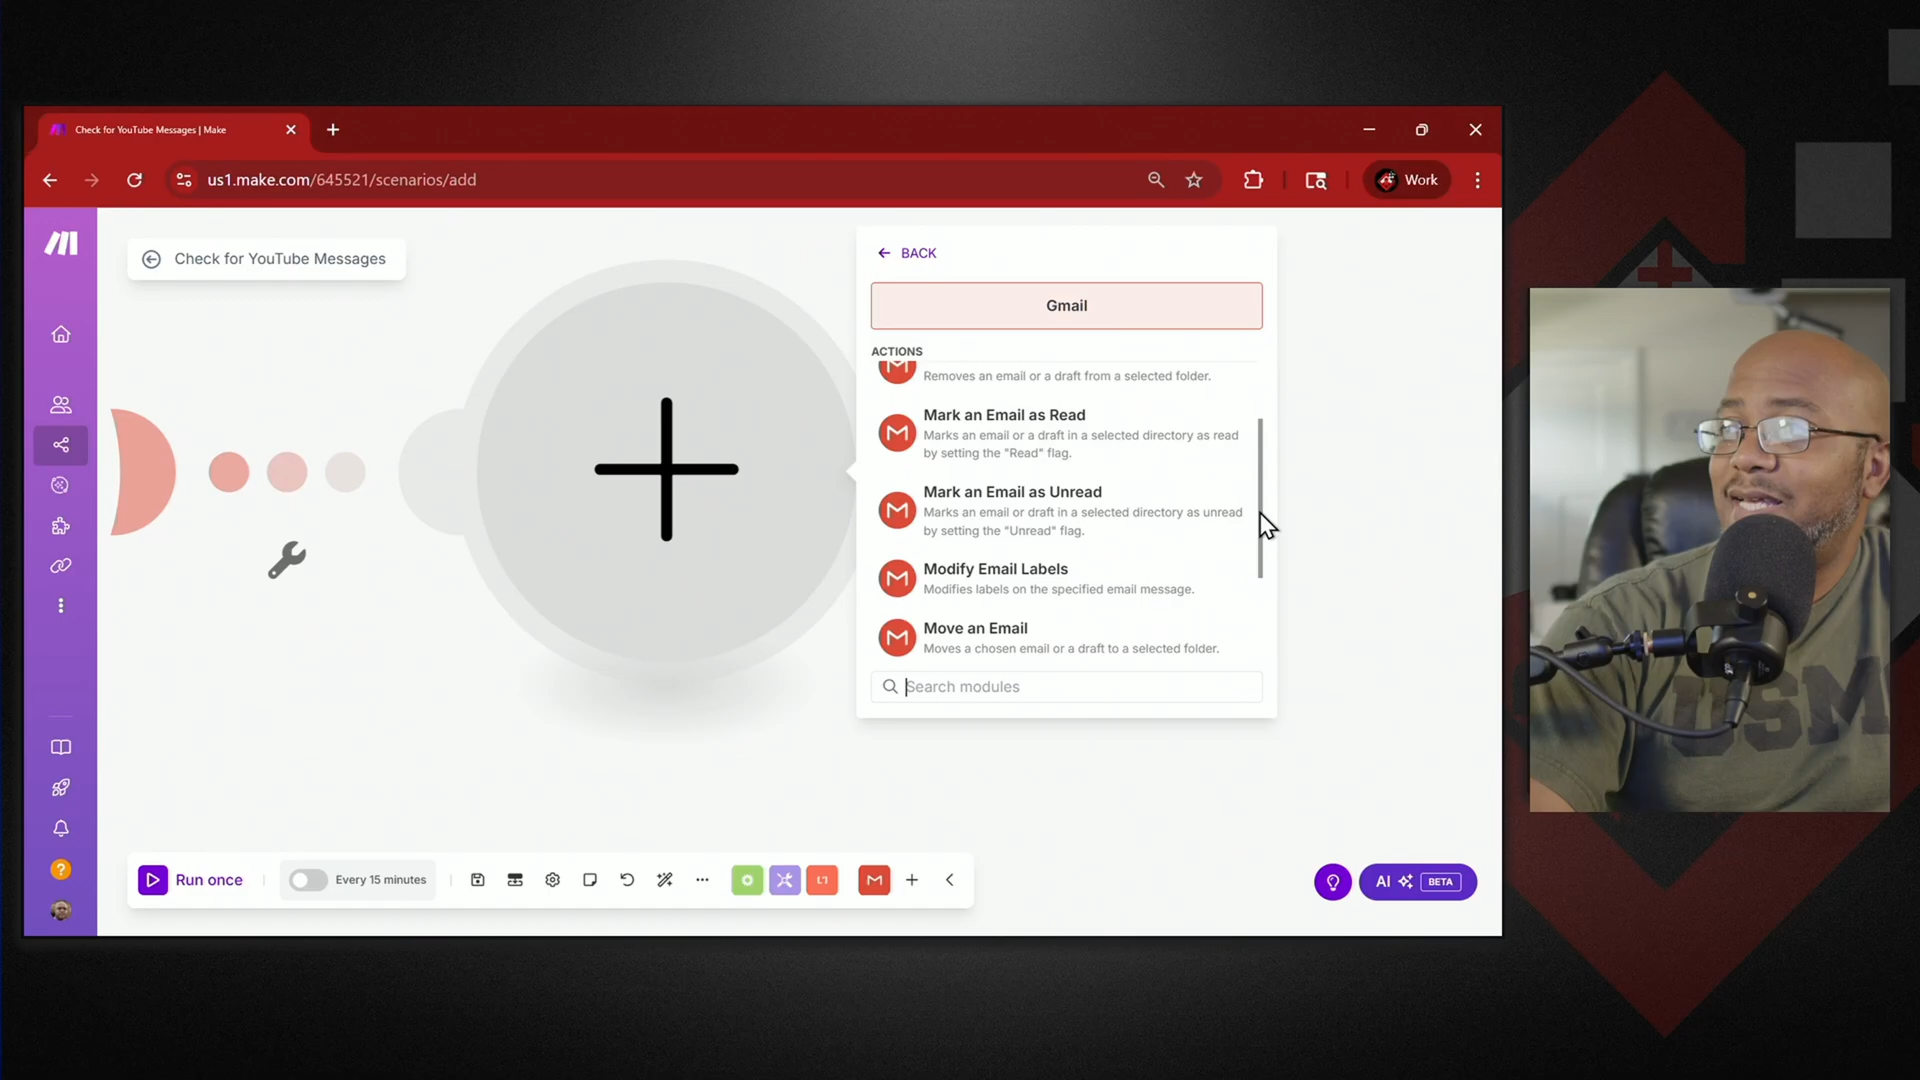 Check for YouTube Messages | Make
us1.make.com/645521/scenarios/add
Work
Check for YouTube Messages
BACK
Gmail
ACTIONS
Removes an email or a draft from a selected folder.
Mark an Email as Read
Marks an email or a draft in a selected directory as read
by setting the "Read" flag.
Mark an Email as Unread
Marks an email or draft in a selected directory as unread
by setting the "Unread" flag.
Modify Email Labels
Modifies labels on the specified email message.
Move an Email
Moves a chosen email or a draft to a selected folder.
Search modules
Run once
Every 15 minutes
AI
BETA
USM